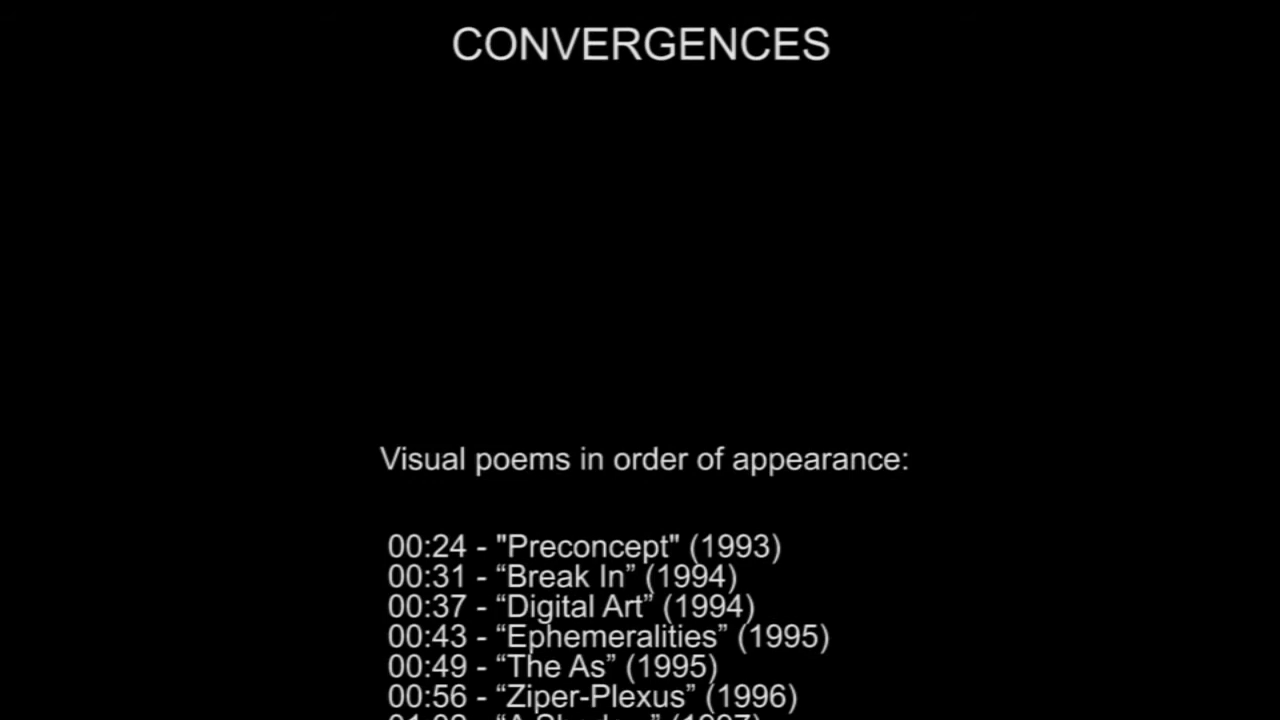 CONVERGENCES
Visual poems in order of appearance:
00:24 - "Preconcept" (1993)
00:31 - “Break In” (1994)
00:37 - “Digital Art” (1994)
00:43 - “Ephemeralities” (1995)
00:49 - “The As” (1995)
00:56 - “Ziper-Plexus” (1996)